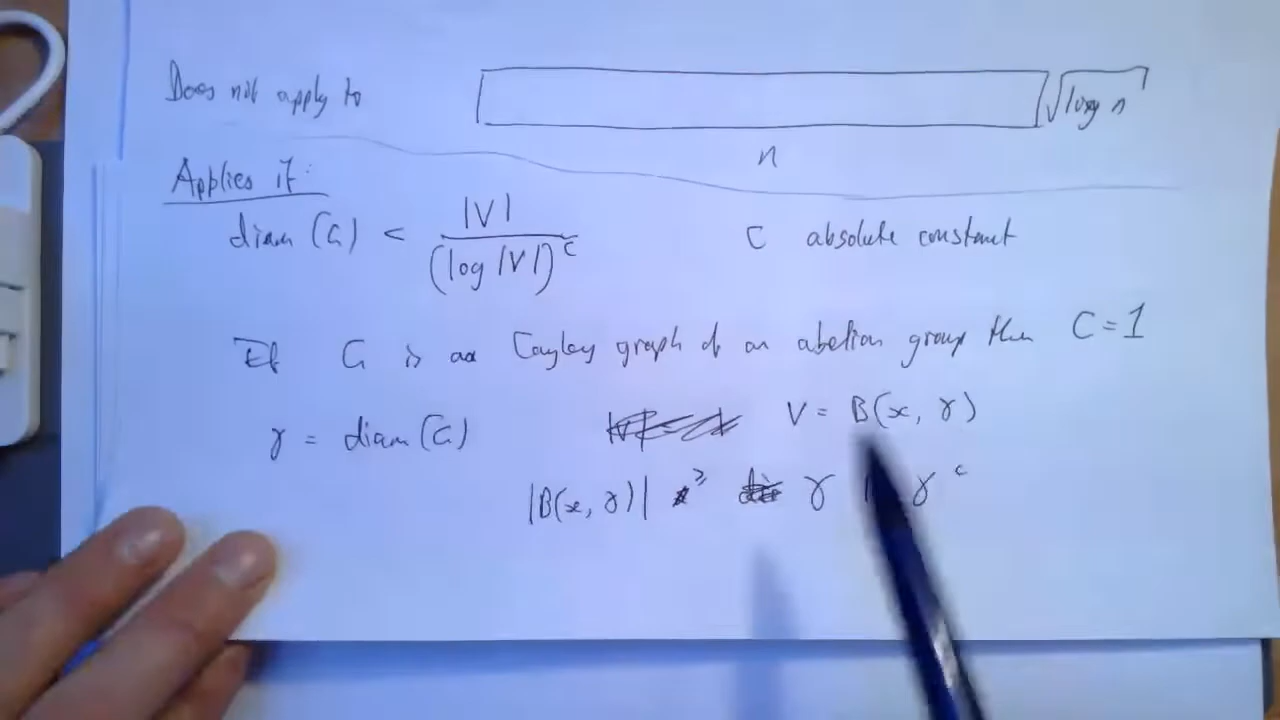 Does not apply to √log n
n
Applies if:
diam (G) < |V| / (log |V|)^C C absolute constant
If G is a Cayley graph of an abelian group then C = 1
γ = diam (G) V = B(x, γ)
|B(x, γ)| ≥ γ γ^c